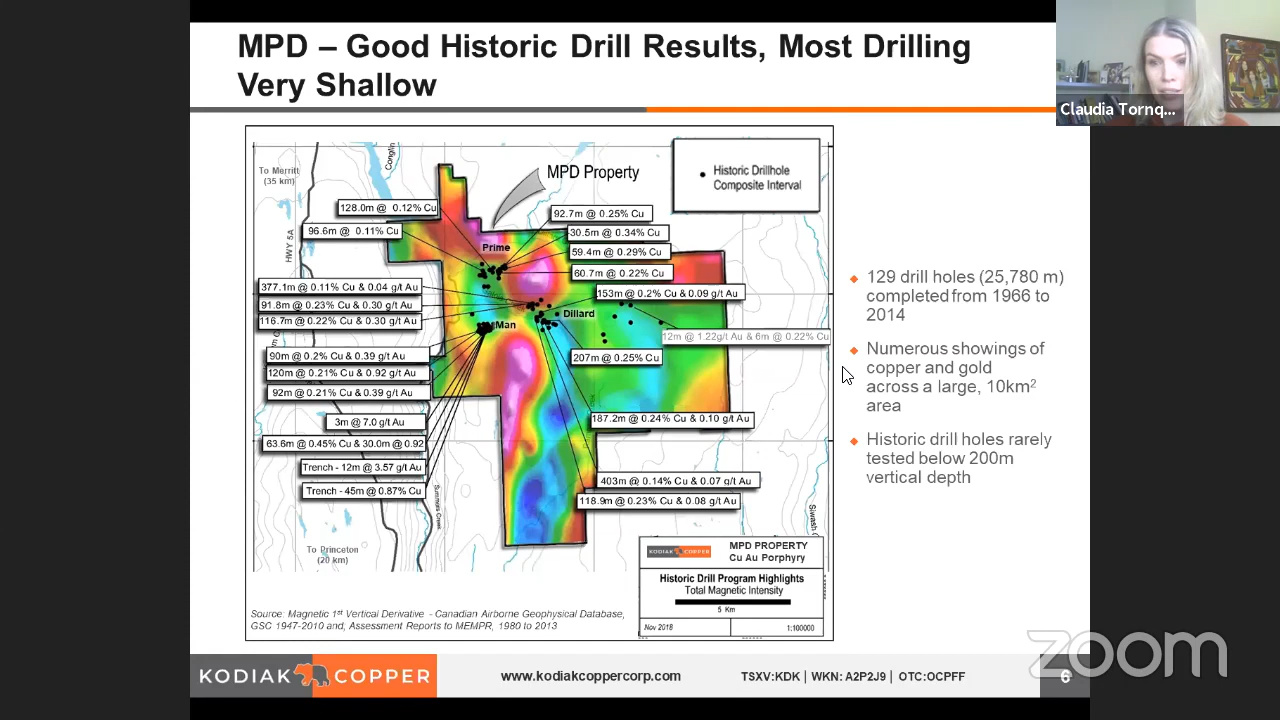 MPD – Good Historic Drill Results, Most Drilling
Very Shallow
Claudia Tornq...
To Merritt
(35 km)
HWY 5A
MPD Property
Historic Drillhole
Composite Interval
128.0m @ 0.12% Cu
96.6m @ 0.11% Cu
92.7m @ 0.25% Cu
30.5m @ 0.34% Cu
59.4m @ 0.29% Cu
60.7m @ 0.22% Cu
Prime
377.1m @ 0.11% Cu & 0.04 g/t Au
91.8m @ 0.23% Cu & 0.30 g/t Au
116.7m @ 0.22% Cu & 0.30 g/t Au
153m @ 0.2% Cu & 0.09 g/t Au
Dillard
Man
12m @ 1.22g/t Au & 6m @ 0.22% Cu
90m @ 0.2% Cu & 0.39 g/t Au
120m @ 0.21% Cu & 0.92 g/t Au
92m @ 0.21% Cu & 0.39 g/t Au
207m @ 0.25% Cu
3m @ 7.0 g/t Au
63.6m @ 0.45% Cu & 30.0m @ 0.92
Trench - 12m @ 3.57 g/t Au
Trench - 45m @ 0.87% Cu
187.2m @ 0.24% Cu & 0.10 g/t Au
403m @ 0.14% Cu & 0.07 g/t Au
118.9m @ 0.23% Cu & 0.08 g/t Au
Summers Creek
Siwash
To Princeton
(20 km)
KODIAK COPPER
MPD PROPERTY
Cu Au Porphyry
Historic Drill Program Highlights
Total Magnetic Intensity
5 Km
Nov 2018
1:100000
Source: Magnetic 1st Vertical Derivative - Canadian Airborne Geophysical Database,
GSC 1947-2010 and, Assessment Reports to MEMPR, 1980 to 2013
129 drill holes (25,780 m)
completed from 1966 to
2014
Numerous showings of
copper and gold
across a large, 10km²
area
Historic drill holes rarely
tested below 200m
vertical depth
KODIAK COPPER
www.kodiakcoppercorp.com
TSXV:KDK | WKN: A2P2J9 | OTC:OCPFF
6
zoom